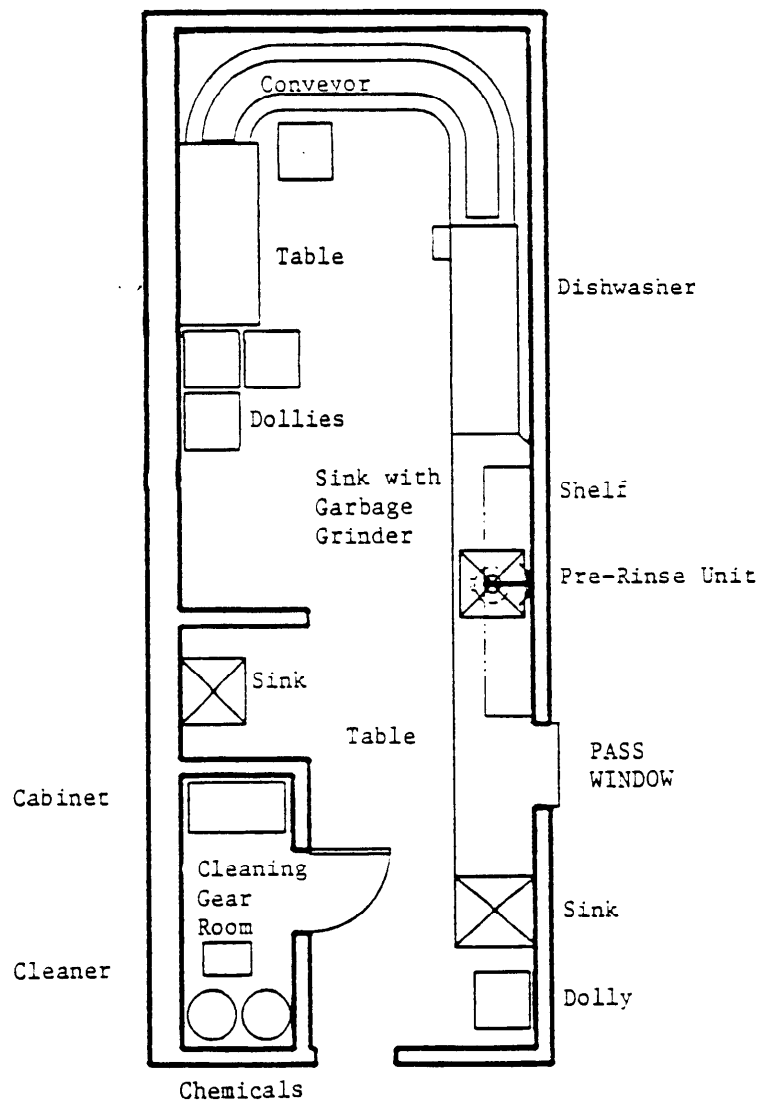 Conveyor
Table
Dishwasher
Dollies
Sink with
Garbage
Grinder
Shelf
Pre-Rinse Unit
Sink
Table
PASS
WINDOW
Cabinet
Cleaning
Gear
Room
Sink
Cleaner
Dolly
Chemicals